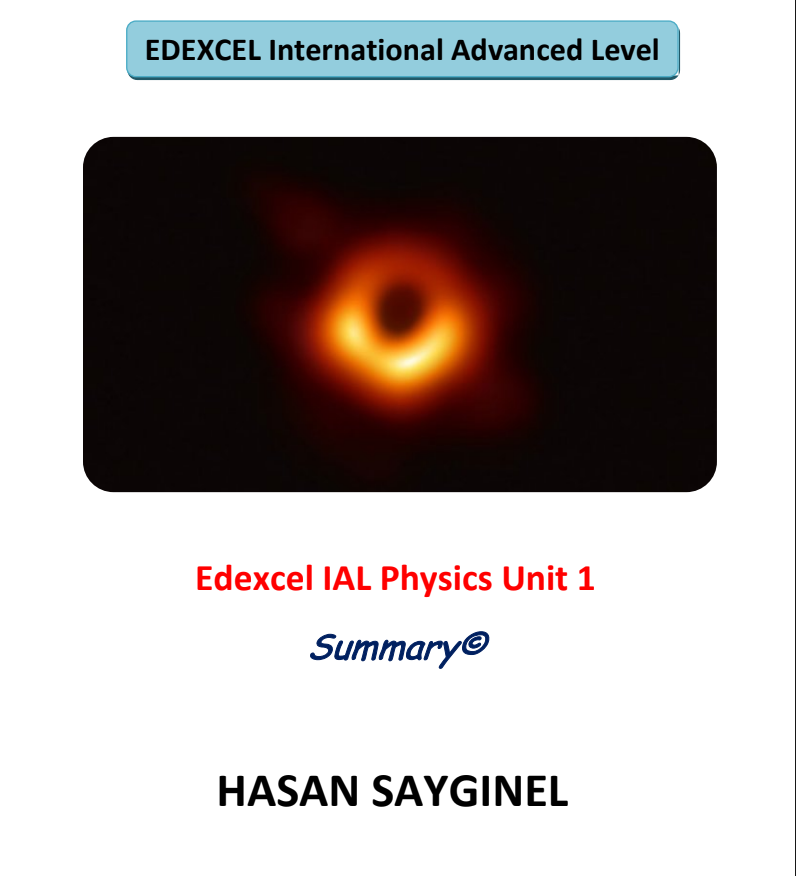 EDEXCEL International Advanced Level
Edexcel IAL Physics Unit 1
Summary©
HASAN SAYGINEL